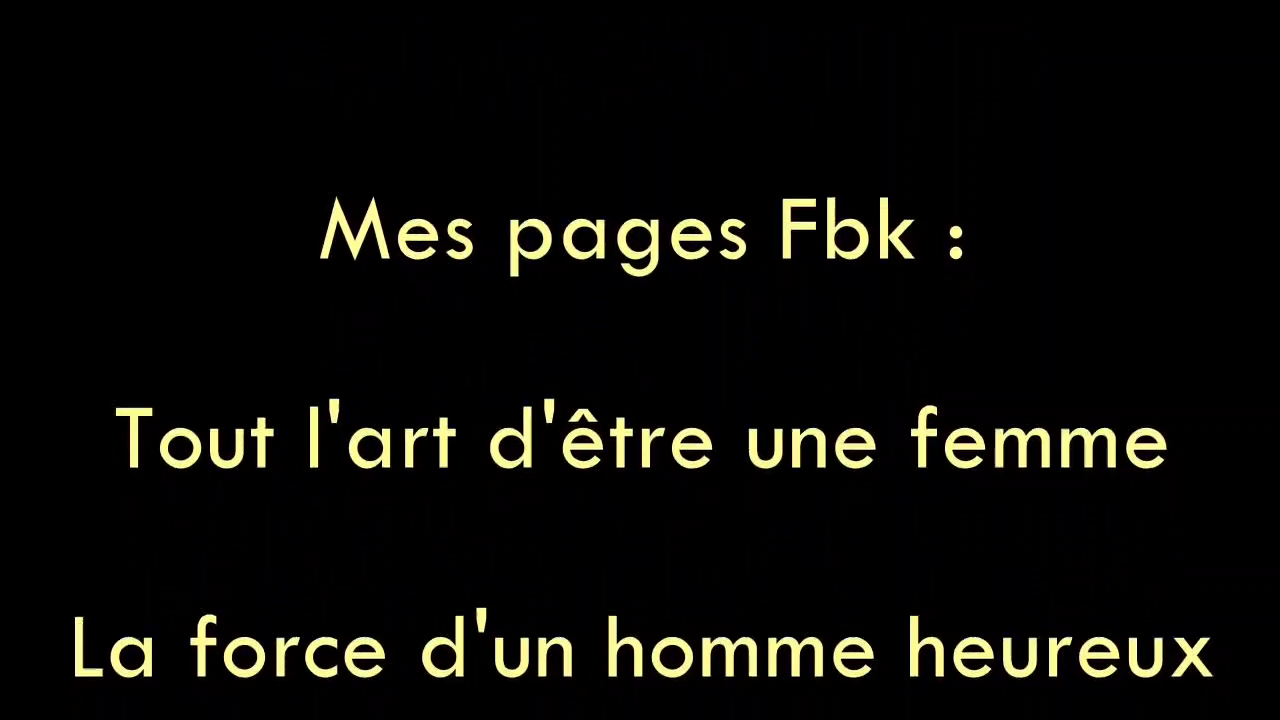 Mes pages Fbk :
Tout l'art d'être une femme
La force d'un homme heureux